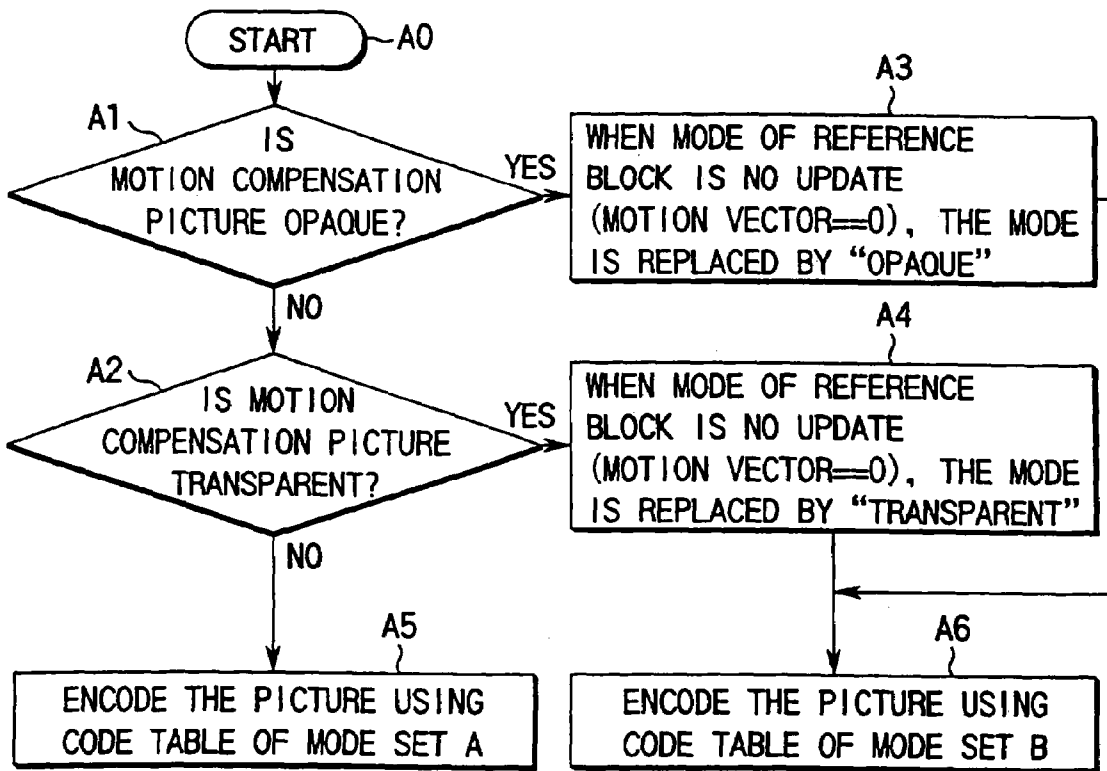 START
A0
A1
IS
MOTION COMPENSATION
PICTURE OPAQUE?
YES
NO
A3
WHEN MODE OF REFERENCE
BLOCK IS NO UPDATE
(MOTION VECTOR==0), THE MODE
IS REPLACED BY “OPAQUE”
A2
IS MOTION
COMPENSATION PICTURE
TRANSPARENT?
YES
NO
A4
WHEN MODE OF REFERENCE
BLOCK IS NO UPDATE
(MOTION VECTOR==0), THE MODE
IS REPLACED BY “TRANSPARENT”
A5
ENCODE THE PICTURE USING
CODE TABLE OF MODE SET A
A6
ENCODE THE PICTURE USING
CODE TABLE OF MODE SET B